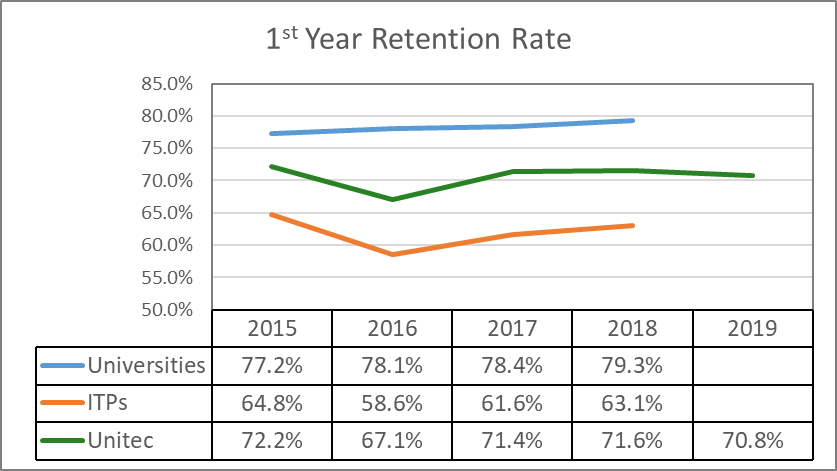 1st Year Retention Rate
85.0%
80.0%
75.0%
70.0%
65.0%
60.0%
55.0%
50.0%
2015 2016 2017 2018 2019
Universities 77.2% 78.1% 78.4% 79.3%
ITPs 64.8% 58.6% 61.6% 63.1%
Unitec 72.2% 67.1% 71.4% 71.6% 70.8%